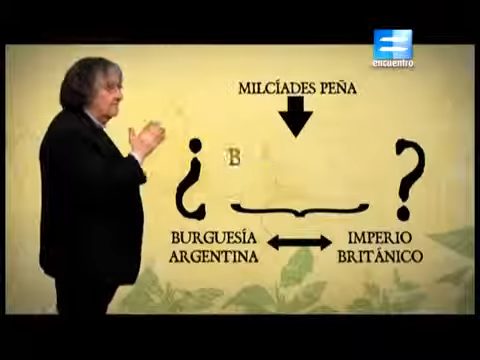 encuentro
MILCÍADES PEÑA
¿ B ?
BURGUESÍA
ARGENTINA
IMPERIO
BRITÁNICO